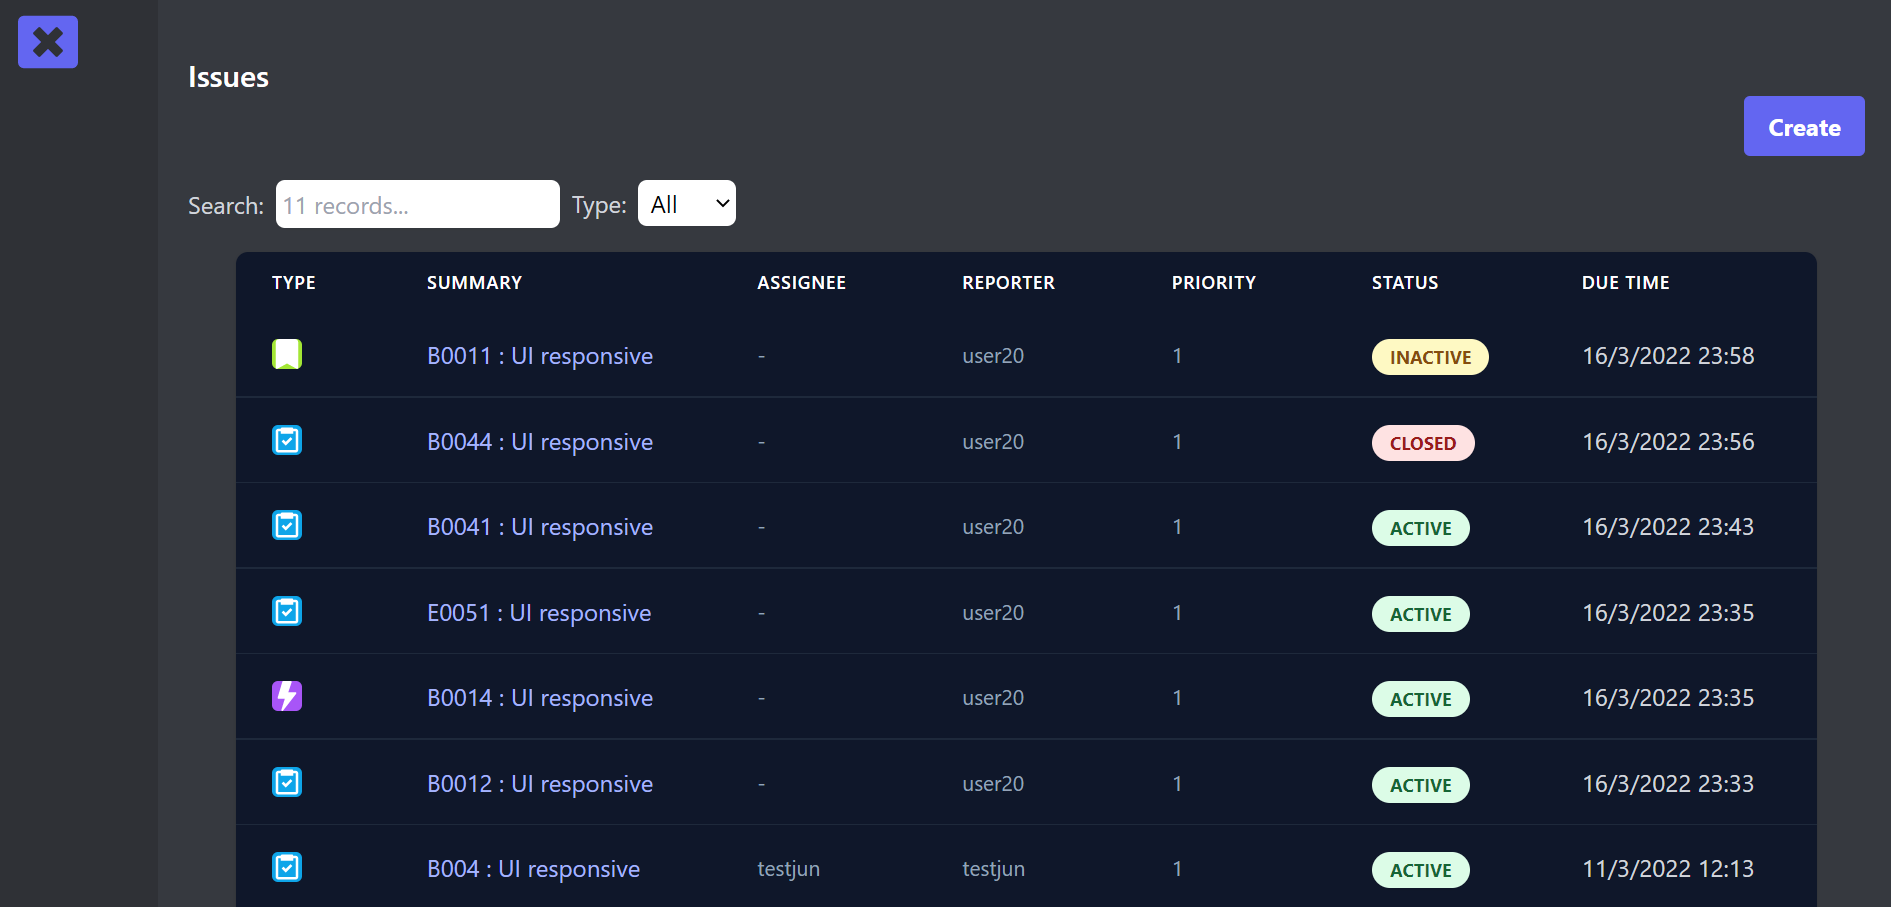 Issues
Create
Search: 11 records... Type: All
TYPE SUMMARY ASSIGNEE REPORTER PRIORITY STATUS DUE TIME
B0011 : UI responsive - user20 1 INACTIVE 16/3/2022 23:58
B0044 : UI responsive - user20 1 CLOSED 16/3/2022 23:56
B0041 : UI responsive - user20 1 ACTIVE 16/3/2022 23:43
E0051 : UI responsive - user20 1 ACTIVE 16/3/2022 23:35
B0014 : UI responsive - user20 1 ACTIVE 16/3/2022 23:35
B0012 : UI responsive - user20 1 ACTIVE 16/3/2022 23:33
B004 : UI responsive testjun testjun 1 ACTIVE 11/3/2022 12:13